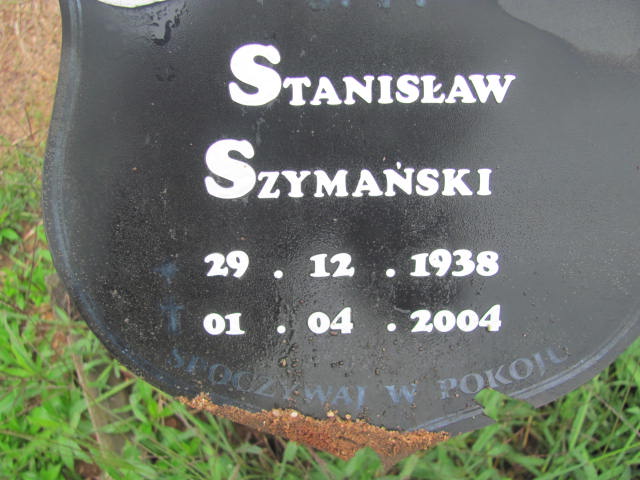 Stanisław
Szymański
* 29 . 12 . 1938
† 01 . 04 . 2004
SPOCZYWAJ W POKOJU